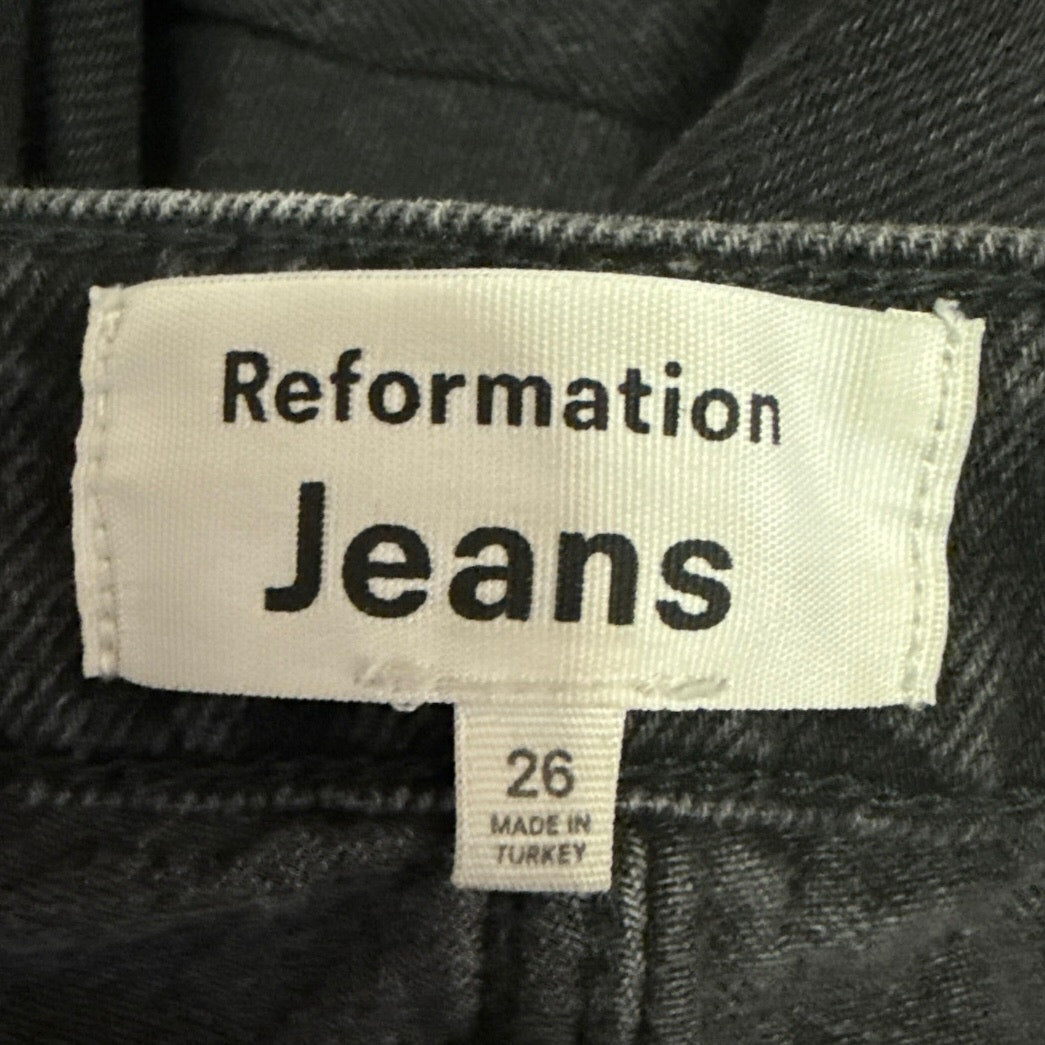 Reformation
Jeans
26
MADE IN
TURKEY